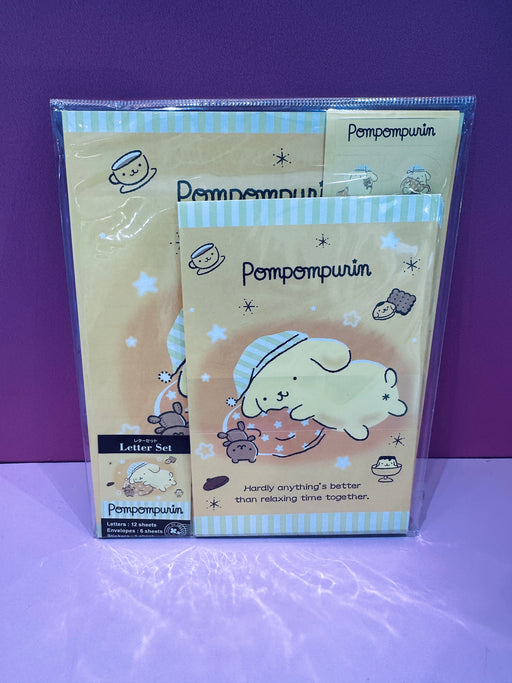 Pompompurin
Pompompuri
Pompompurin
Hardly anything's better
than relaxing time together.
レターセット
Letter Set
Pompompurin
Letters : 12 sheets
Envelopes : 6 sheets